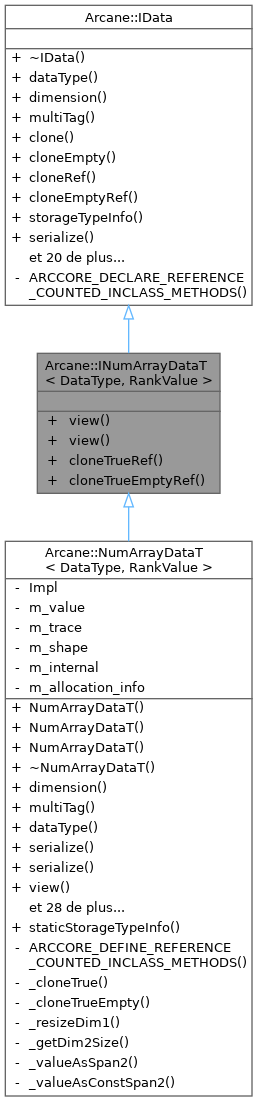 Arcane::IData
+ ~IData()
+ dataType()
+ dimension()
+ multiTag()
+ clone()
+ cloneEmpty()
+ cloneRef()
+ cloneEmptyRef()
+ storageTypeInfo()
+ serialize()
et 20 de plus...
- ARCCORE_DECLARE_REFERENCE
_COUNTED_INCLASS_METHODS()
Arcane::INumArrayDataT
< DataType, RankValue >
+ view()
+ view()
+ cloneTrueRef()
+ cloneTrueEmptyRef()
Arcane::NumArrayDataT
< DataType, RankValue >
- Impl
- m_value
- m_trace
- m_shape
- m_internal
- m_allocation_info
+ NumArrayDataT()
+ NumArrayDataT()
+ NumArrayDataT()
+ ~NumArrayDataT()
+ dimension()
+ multiTag()
+ dataType()
+ serialize()
+ serialize()
+ view()
et 28 de plus...
+ staticStorageTypeInfo()
- ARCCORE_DEFINE_REFERENCE
_COUNTED_INCLASS_METHODS()
- _cloneTrue()
- _cloneTrueEmpty()
- _resizeDim1()
- _getDim2Size()
- _valueAsSpan2()
- _valueAsConstSpan2()